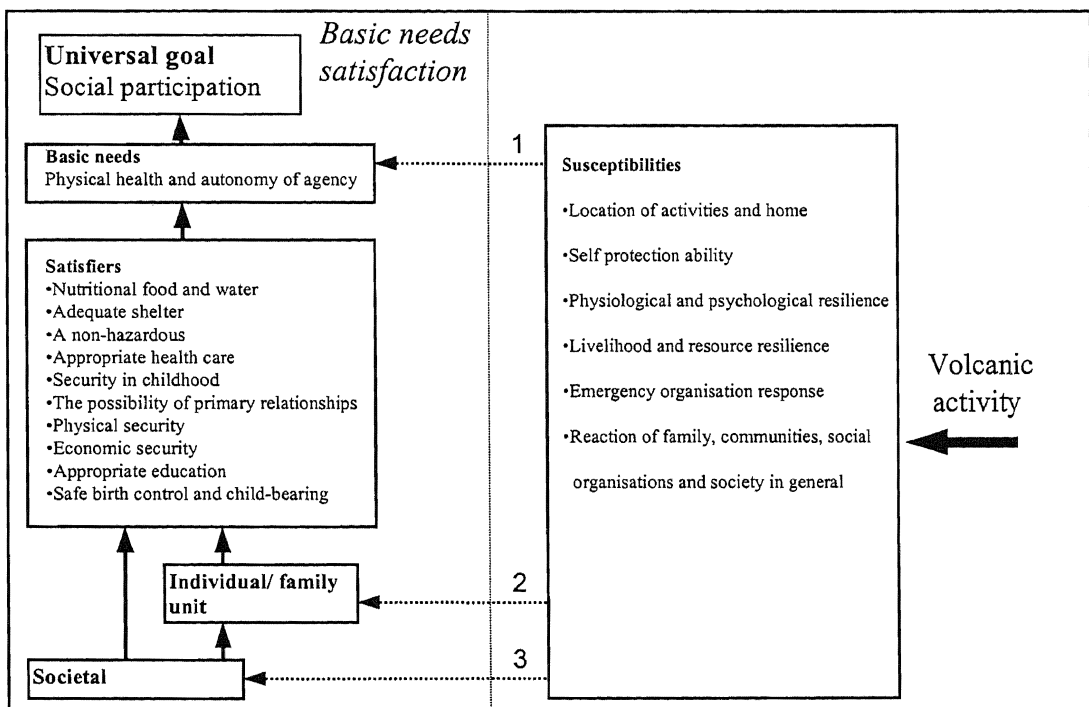 Basic needs
satisfaction
Universal goal
Social participation
Basic needs
Physical health and autonomy of agency
Satisfiers
•Nutritional food and water
•Adequate shelter
•A non-hazardous
•Appropriate health care
•Security in childhood
•The possibility of primary relationships
•Physical security
•Economic security
•Appropriate education
•Safe birth control and child-bearing
Individual/ family
unit
Societal
1
2
3
Susceptibilities
•Location of activities and home
•Self protection ability
•Physiological and psychological resilience
•Livelihood and resource resilience
•Emergency organisation response
•Reaction of family, communities, social
organisations and society in general
Volcanic
activity